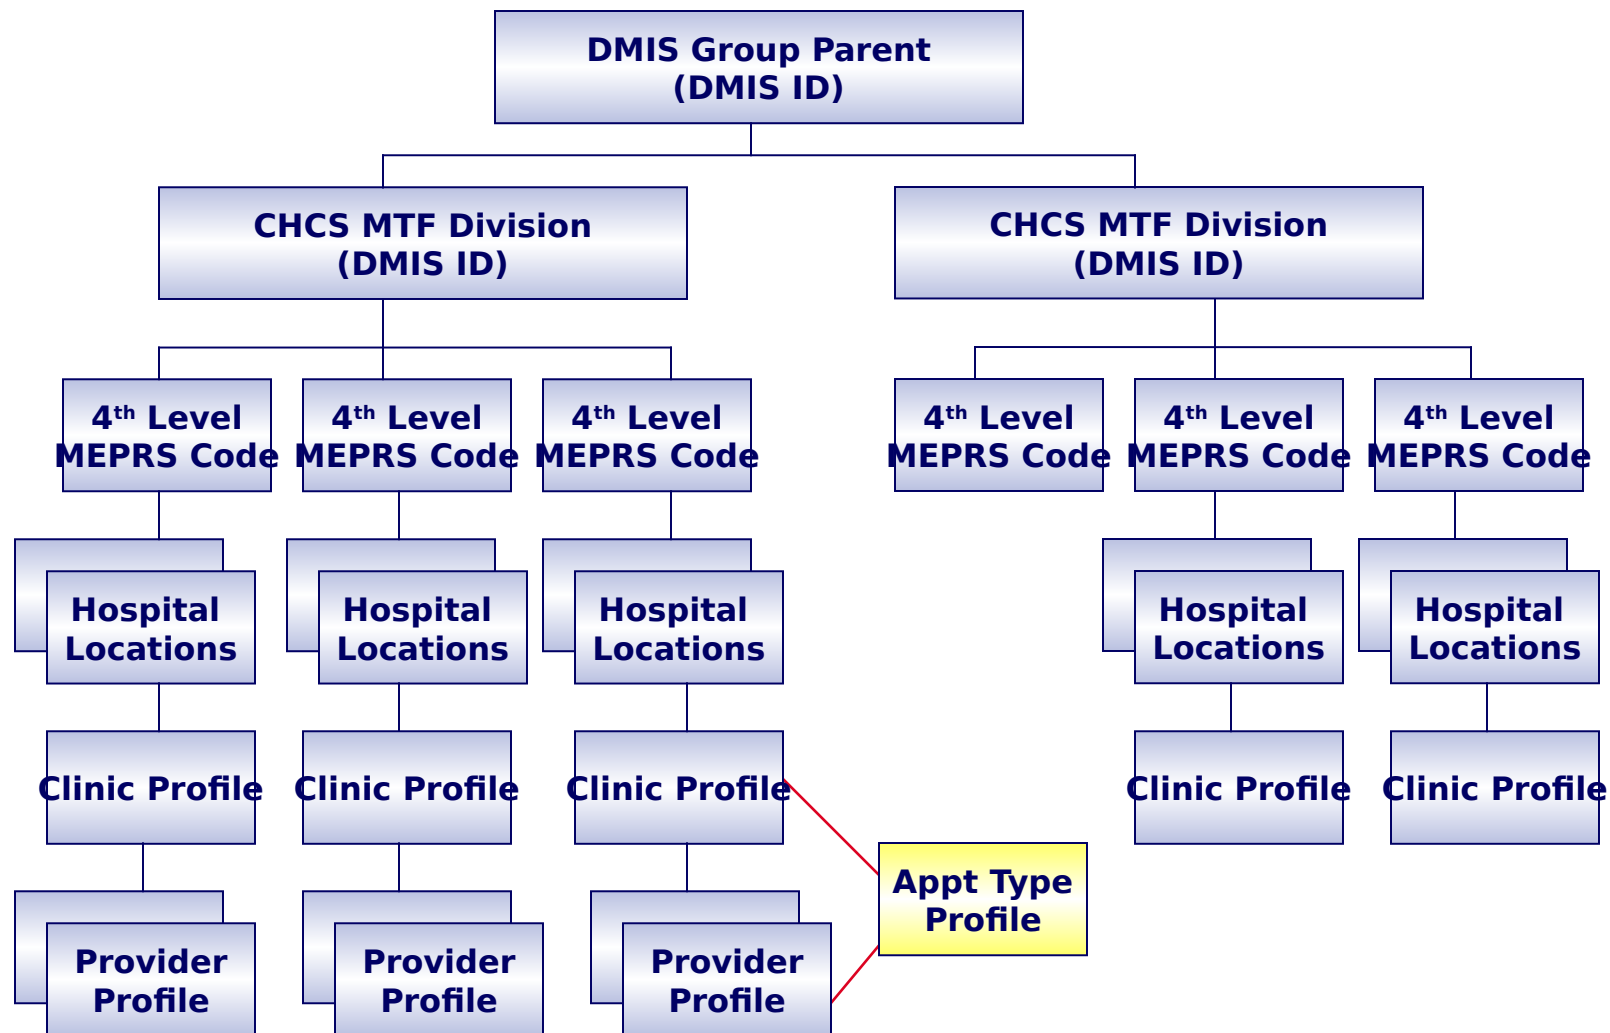 DMIS Group Parent
(DMIS ID)
CHCS MTF Division
(DMIS ID)
CHCS MTF Division
(DMIS ID)
4th Level
MEPRS Code
4th Level
MEPRS Code
4th Level
MEPRS Code
4th Level
MEPRS Code
4th Level
MEPRS Code
4th Level
MEPRS Code
Hospital
Locations
Hospital
Locations
Hospital
Locations
Hospital
Locations
Hospital
Locations
Clinic Profile
Clinic Profile
Clinic Profile
Clinic Profile
Clinic Profile
Appt Type
Profile
Provider
Profile
Provider
Profile
Provider
Profile